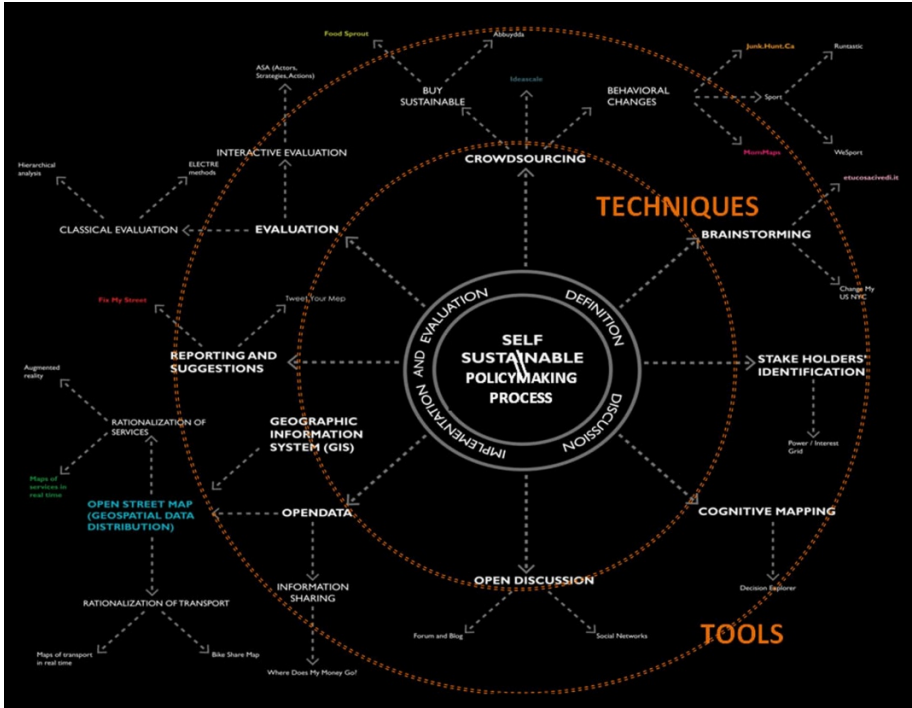 Food Sprout
Abbuydda
Junk.Hunt.Ca
Runtastic
ASA (Actors,
Strategies,Actions)
BUY
SUSTAINABLE
Ideascale
BEHAVIORAL
CHANGES
Sport
INTERACTIVE EVALUATION
CROWDSOURCING
MomMaps
WeSport
Hierarchical
analysis
ELECTRE
methods
etucosacivedi.it
TECHNIQUES
CLASSICAL EVALUATION
EVALUATION
BRAINSTORMING
Change My
US NYC
Fix My Street
Tweet Your Mep
IMPLEMENTATION AND EVALUATION
DEFINITION
DISCUSSION
SELF
SUSTAINABLE
POLICYMAKING
PROCESS
REPORTING AND
SUGGESTIONS
STAKE HOLDERS'
IDENTIFICATION
Augmented
reality
RATIONALIZATION OF
SERVICES
GEOGRAPHIC
INFORMATION
SYSTEM (GIS)
Power / Interest
Grid
Maps of
services in
real time
OPEN STREET MAP
(GEOSPATIAL DATA
DISTRIBUTION)
OPENDATA
COGNITIVE MAPPING
INFORMATION
SHARING
OPEN DISCUSSION
Decision Explorer
RATIONALIZATION OF TRANSPORT
Forum and Blog
Social Networks
TOOLS
Maps of transport
in real time
Bike Share Map
Where Does My Money Go?